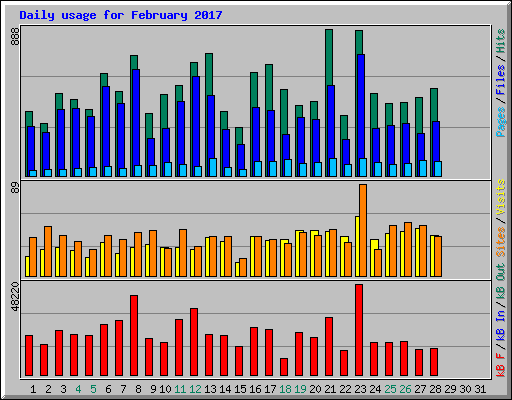 Daily usage for February 2017
888
Pages / Files / Hits
89
Sites / Visits
48220
kB F / kB In / kB Out
1 2 3 4 5 6 7 8 9 10 11 12 13 14 15 16 17 18 19 20 21 22 23 24 25 26 27 28 29 30 31